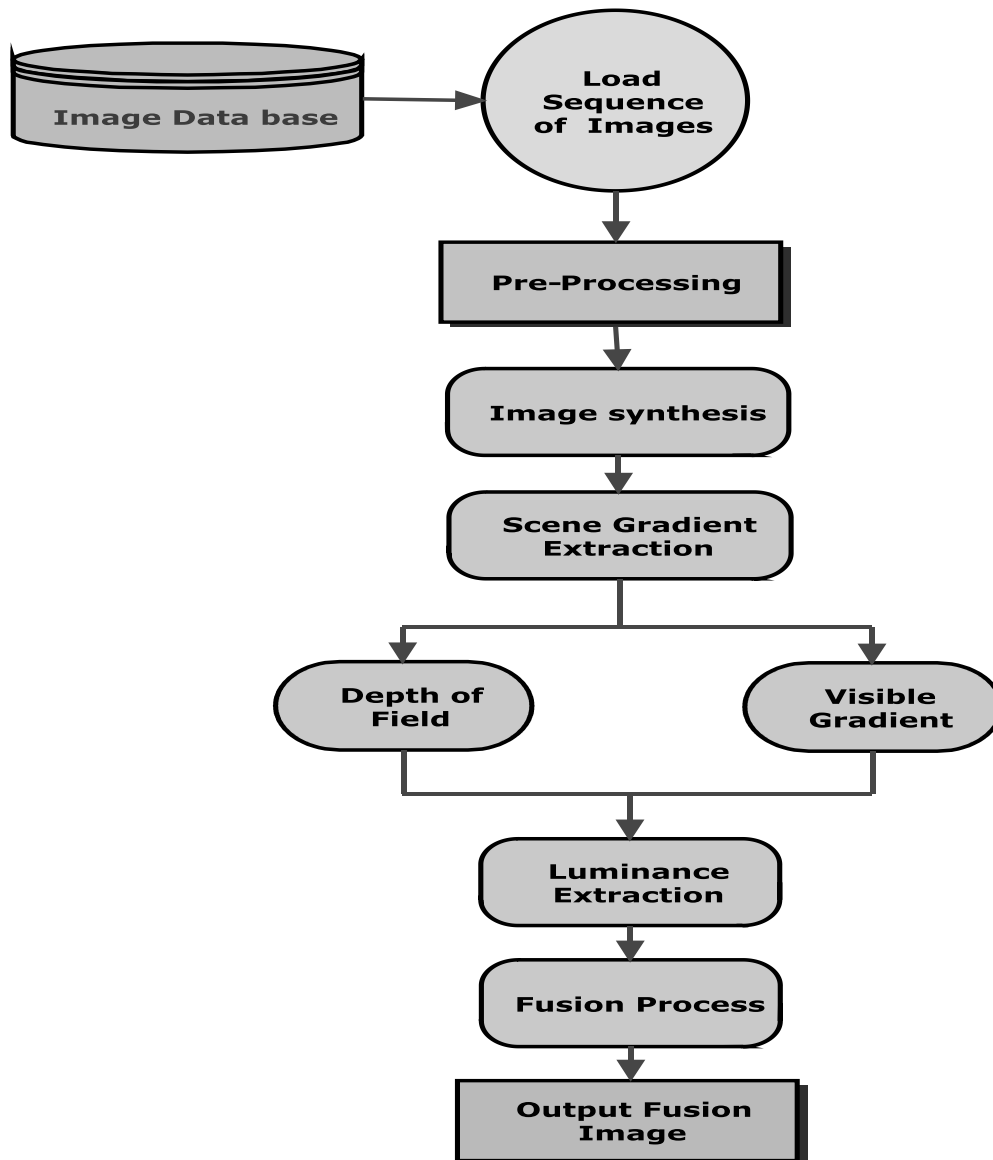 Image Data base
Load
Sequence
of Images
Pre-Processing
Image synthesis
Scene Gradient
Extraction
Depth of
Field
Visible
Gradient
Luminance
Extraction
Fusion Process
Output Fusion
Image